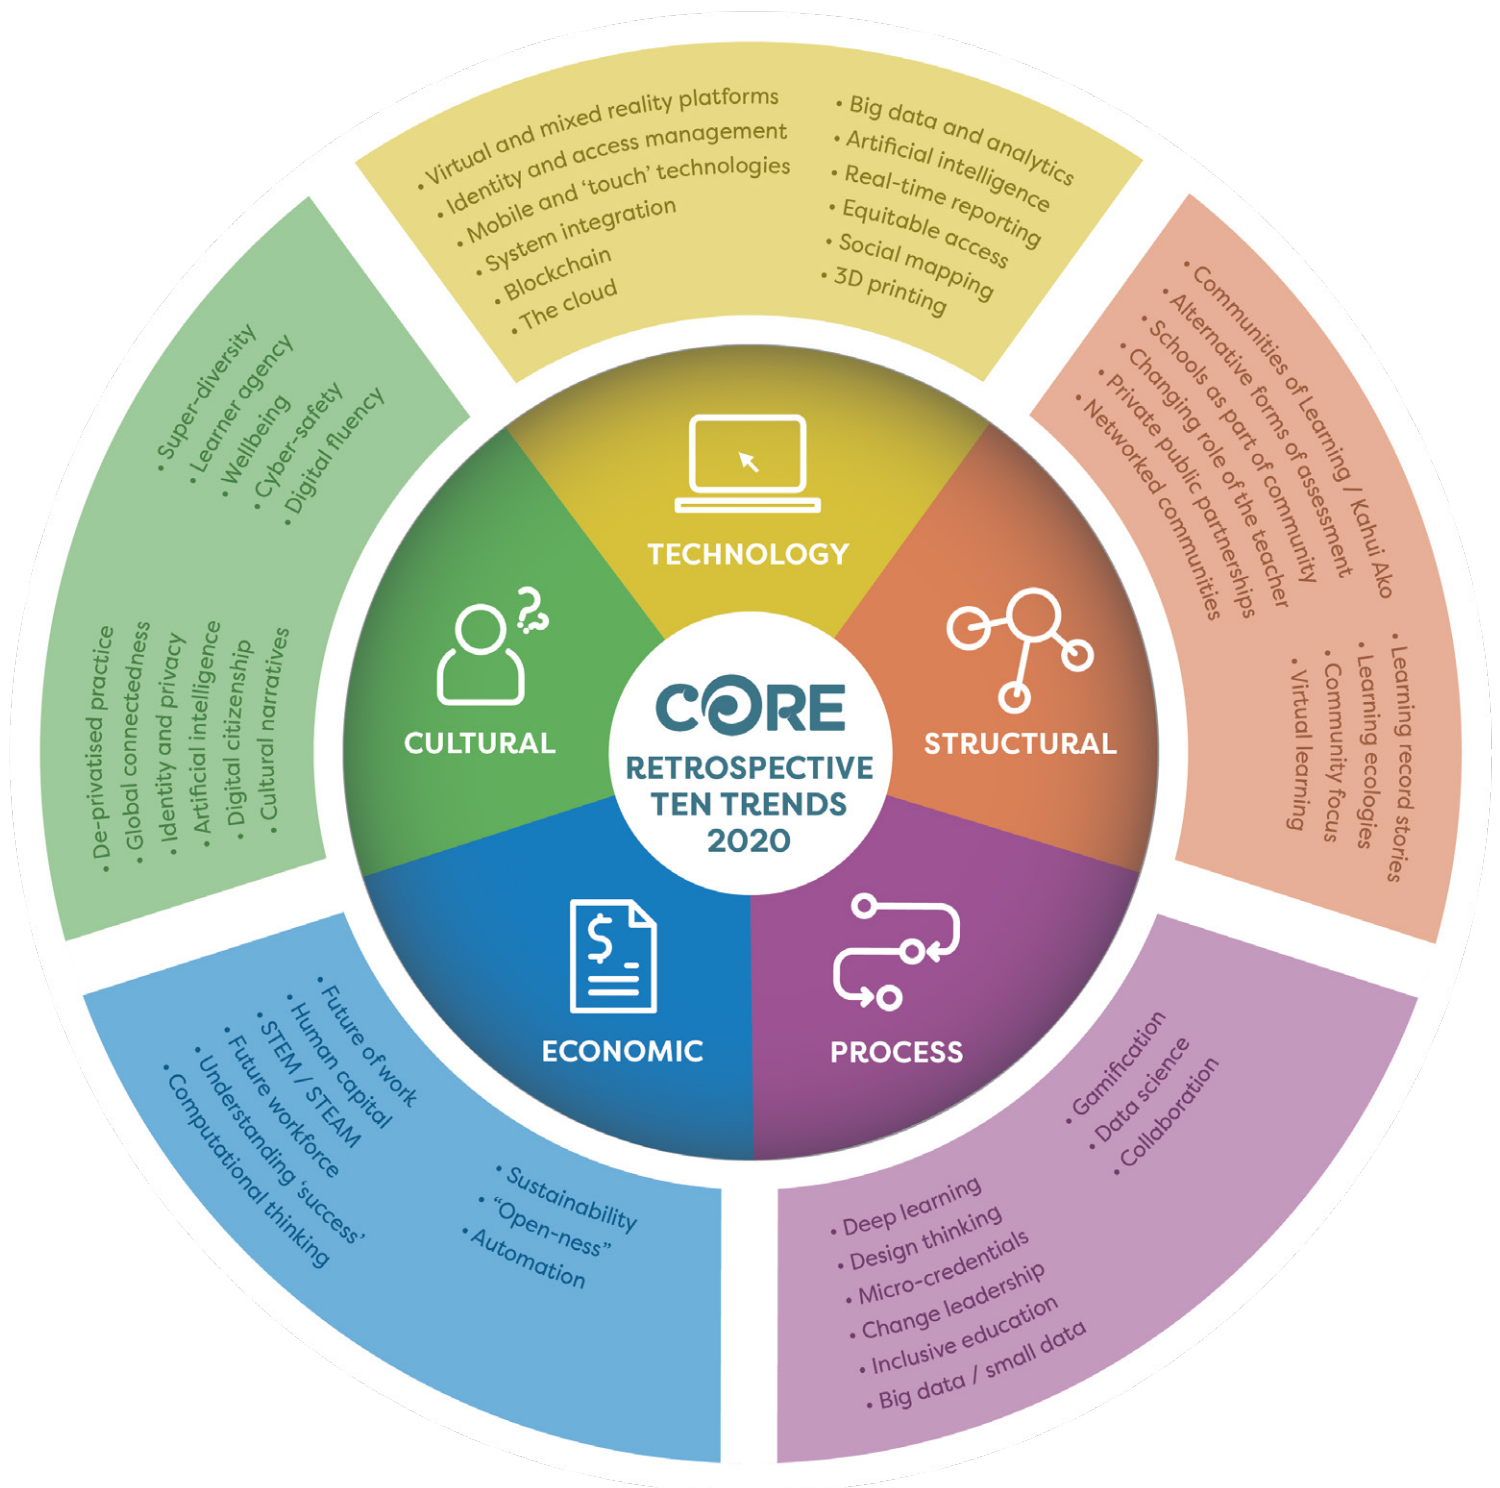 CORE
RETROSPECTIVE
TEN TRENDS
2020
TECHNOLOGY
• Virtual and mixed reality platforms
• Identity and access management
• Mobile and ‘touch’ technologies
• System integration
• Blockchain
• The cloud
• Big data and analytics
• Artificial intelligence
• Real-time reporting
• Equitable access
• Social mapping
• 3D printing
STRUCTURAL
• Communities of Learning / Kahui Ako
• Alternative forms of assessment
• Schools as part of community
• Changing role of the teacher
• Private public partnerships
• Networked communities
• Learning record stories
• Learning ecologies
• Community focus
• Virtual learning
PROCESS
• Gamification
• Data science
• Collaboration
• Deep learning
• Design thinking
• Micro-credentials
• Change leadership
• Inclusive education
• Big data / small data
ECONOMIC
$
• Future of work
• Human capital
• STEM / STEAM
• Future workforce
• Understanding ‘success’
• Computational thinking
• Sustainability
• “Open-ness”
• Automation
CULTURAL
???
• Super-diversity
• Learner agency
• Wellbeing
• Cyber-safety
• Digital fluency
• De-privatised practice
• Global connectedness
• Identity and privacy
• Artificial intelligence
• Digital citizenship
• Cultural narratives